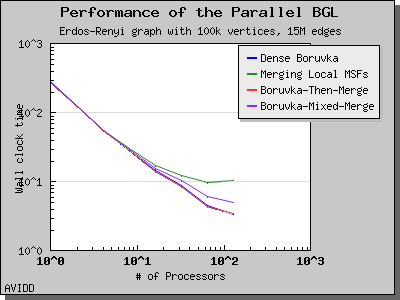 Performance of the Parallel BGL
Erdos-Renyi graph with 100k vertices, 15M edges
Dense Boruvka
Merging Local MSFs
Boruvka-Then-Merge
Boruvka-Mixed-Merge
Wall clock time
10^3
10^2
10^1
10^0
10^0 10^1 10^2 10^3
# of Processors
AVIDD